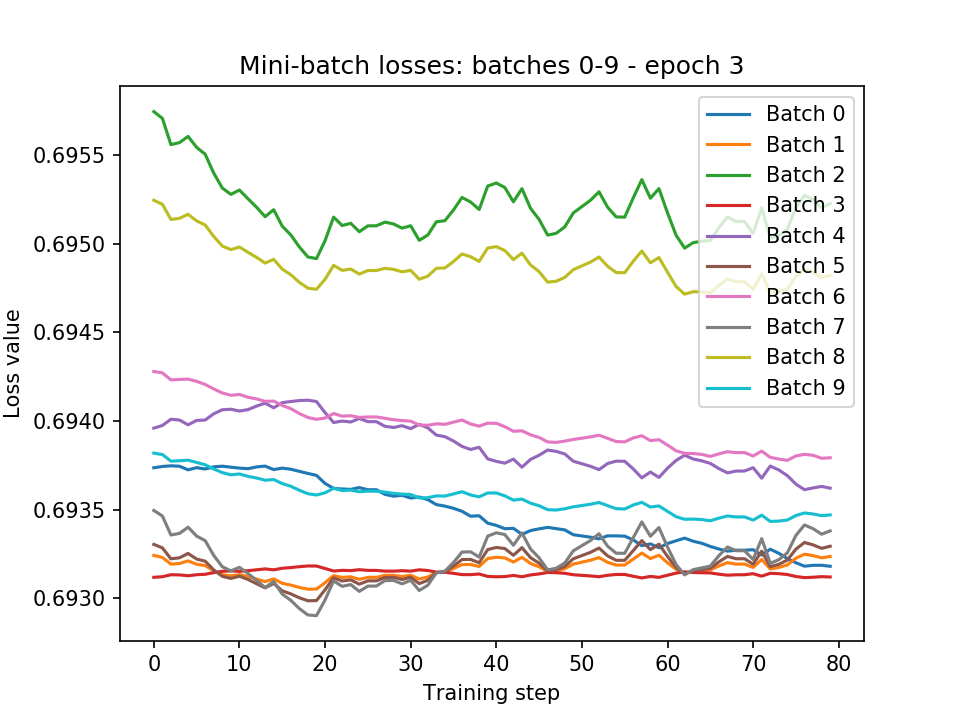 Mini-batch losses: batches 0-9 - epoch 3
Loss value
0.6955
0.6950
0.6945
0.6940
0.6935
0.6930
Batch 0
Batch 1
Batch 2
Batch 3
Batch 4
Batch 5
Batch 6
Batch 7
Batch 8
Batch 9
0 10 20 30 40 50 60 70 80
Training step